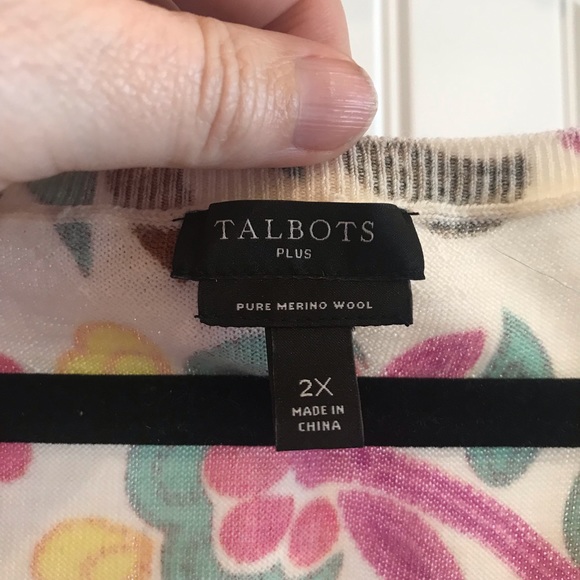 TALBOTS
PLUS
PURE MERINO WOOL
2X
MADE IN
CHINA